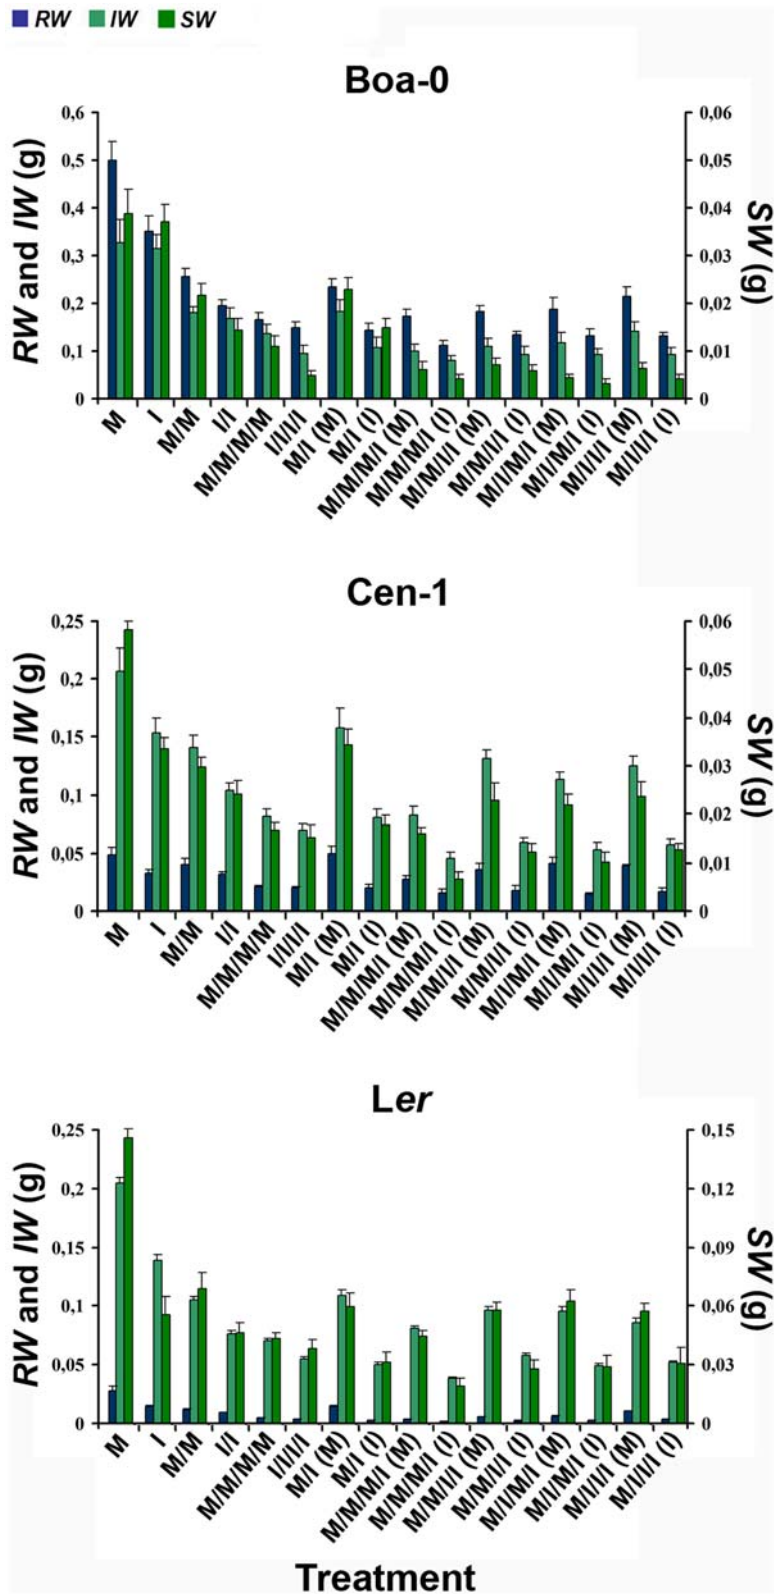 RW IW SW
Boa-0
RW and IW (g)
0,6
0,5
0,4
0,3
0,2
0,1
0
SW (g)
0,06
0,05
0,04
0,03
0,02
0,01
0
M
I
M/M
I/I
M/M/M/M
I/I/I/I
M/I (M)
M/I (I)
M/M/M/I (M)
M/M/M/I (I)
M/M/I/I (M)
M/M/I/I (I)
M/I/M/I (M)
M/I/M/I (I)
M/I/I/I (M)
M/I/I/I (I)
Cen-1
RW and IW (g)
0,25
0,2
0,15
0,1
0,05
0
SW (g)
0,06
0,05
0,04
0,03
0,02
0,01
0
M
I
M/M
I/I
M/M/M/M
I/I/I/I
M/I (M)
M/I (I)
M/M/M/I (M)
M/M/M/I (I)
M/M/I/I (M)
M/M/I/I (I)
M/I/M/I (M)
M/I/M/I (I)
M/I/I/I (M)
M/I/I/I (I)
Ler
RW and IW (g)
0,25
0,2
0,15
0,1
0,05
0
SW (g)
0,15
0,12
0,09
0,06
0,03
0
M
I
M/M
I/I
M/M/M/M
I/I/I/I
M/I (M)
M/I (I)
M/M/M/I (M)
M/M/M/I (I)
M/M/I/I (M)
M/M/I/I (I)
M/I/M/I (M)
M/I/M/I (I)
M/I/I/I (M)
M/I/I/I (I)
Treatment